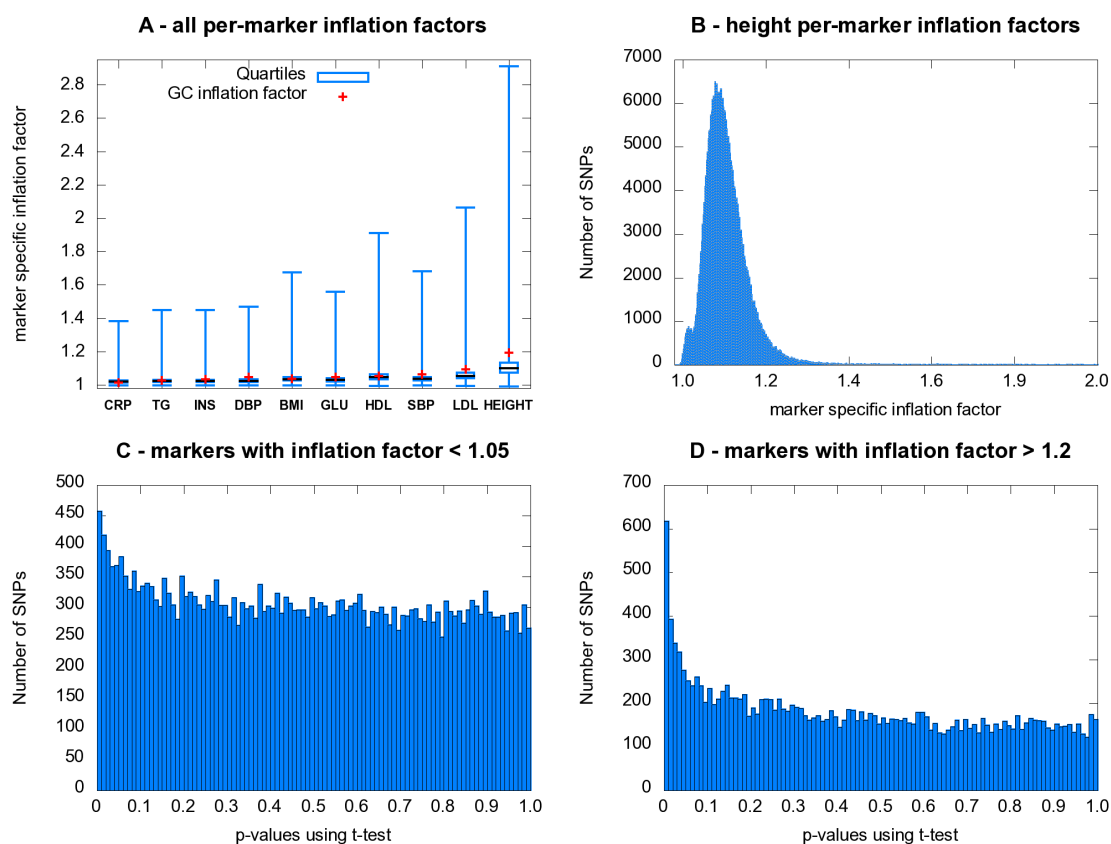 A - all per-marker inflation factors
Quartiles
GC inflation factor
marker specific inflation factor
2.8
2.6
2.4
2.2
2
1.8
1.6
1.4
1.2
1
CRP TG INS DBP BMI GLU HDL SBP LDL HEIGHT
B - height per-marker inflation factors
Number of SNPs
7000
6000
5000
4000
3000
2000
1000
0
1.0 1.2 1.4 1.6 1.9 2.0
marker specific inflation factor
C - markers with inflation factor < 1.05
Number of SNPs
500
450
400
350
300
250
200
150
100
50
0
0 0.1 0.2 0.3 0.4 0.5 0.6 0.7 0.8 0.9 1.0
p-values using t-test
D - markers with inflation factor > 1.2
Number of SNPs
700
600
500
400
300
200
100
0
0 0.1 0.2 0.3 0.4 0.5 0.6 0.7 0.8 0.9 1.0
p-values using t-test